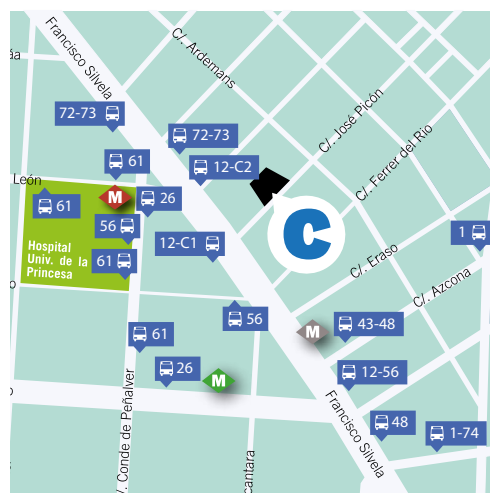 Francisco Silvela
C/. Ardemans
áa
72-73
C/. José Picón
72-73
C/. Ferrer del Rio
61
12-C2
León
M
26
61
56
1
12-C1
C
Hospital
Univ. de la
Princesa
61
C/. Eraso
C/. Azcona
56
M
43-48
61
26
M
12-56
/. Conde de Peñalver
Francisco Silvela
48
1-74
cantara